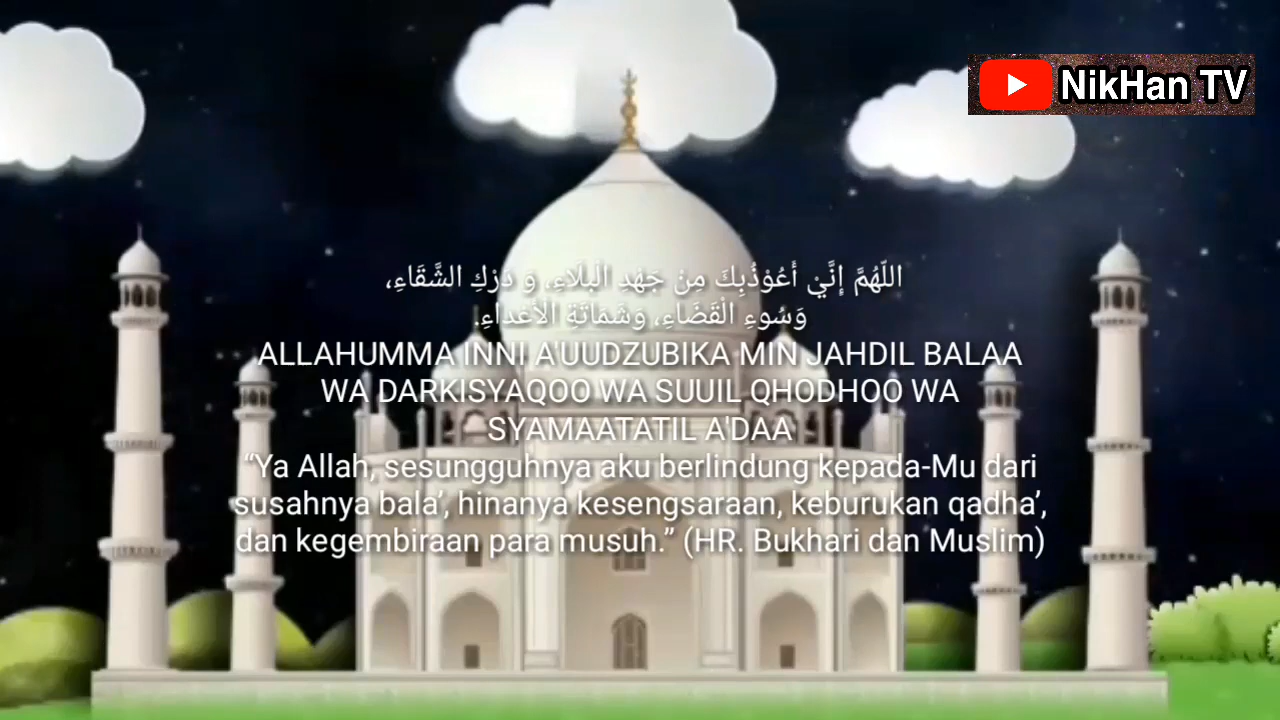 NikHan TV
اللّهُمَّ إِنَّيْ أَعُوْذُبِكَ مِنْ جَهْدِ الْبلَاءِ، وَ دَرْكِ الشَّقَاءِ،
وَسُوءِ الْقَضَاءِ، وَشَمَاتَةِ الْأَعْداءِ.
ALLAHUMMA INNI A'UUDZUBIKA MIN JAHDIL BALAA
WA DARKISYAQOO WA SUUIL QHODHOO WA
SYAMAATATIL A'DAA
“Ya Allah, sesungguhnya aku berlindung kepada-Mu dari
susahnya bala’, hinanya kesengsaraan, keburukan qadha’,
dan kegembiraan para musuh.” (HR. Bukhari dan Muslim)